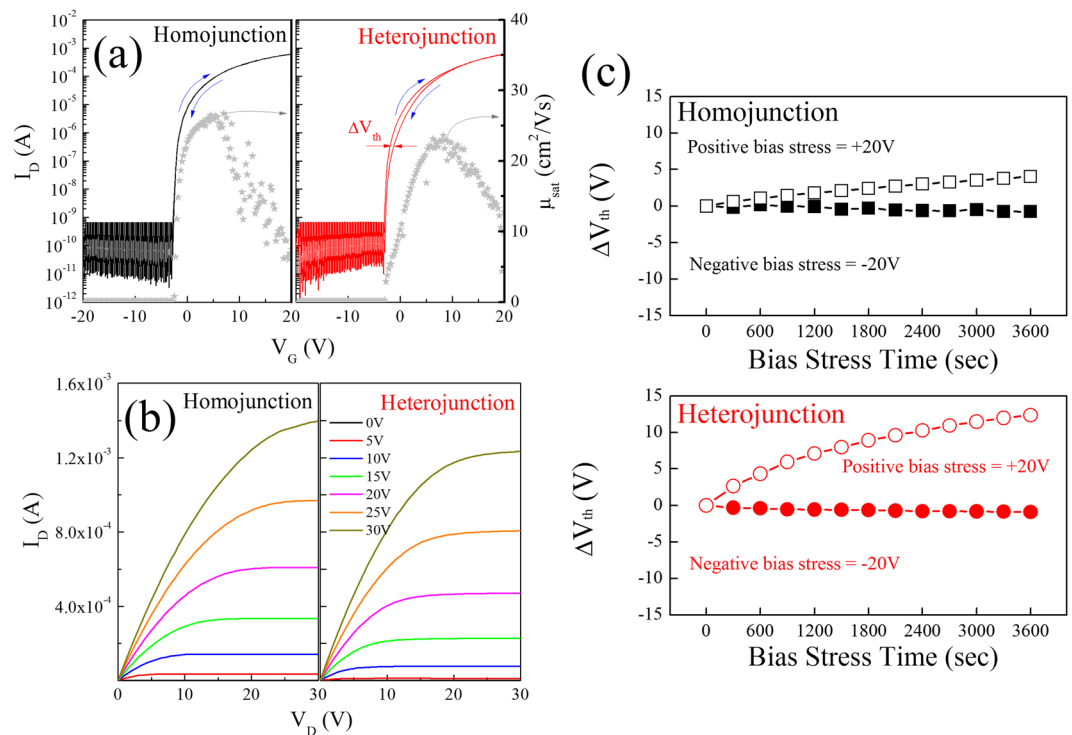 (a)
Homojunction
Heterojunction
ΔV_th
I_D (A)
10^-2
10^-3
10^-4
10^-5
10^-6
10^-7
10^-8
10^-9
10^-10
10^-11
10^-12
40
30
20
10
0
μ_sat (cm^2/Vs)
-20 -10 0 10 20 -10 0 10 20
V_G (V)
(b)
Homojunction
Heterojunction
0V
5V
10V
15V
20V
25V
30V
I_D (A)
1.6x10^-3
1.2x10^-3
8.0x10^-4
4.0x10^-4
0 10 20 30 0 10 20 30
V_D (V)
(c)
Homojunction
Positive bias stress = +20V
Negative bias stress = -20V
ΔV_th (V)
15
10
5
0
-5
-10
-15
0 600 1200 1800 2400 3000 3600
Bias Stress Time (sec)
Heterojunction
Positive bias stress = +20V
Negative bias stress = -20V
ΔV_th (V)
15
10
5
0
-5
-10
-15
0 600 1200 1800 2400 3000 3600
Bias Stress Time (sec)